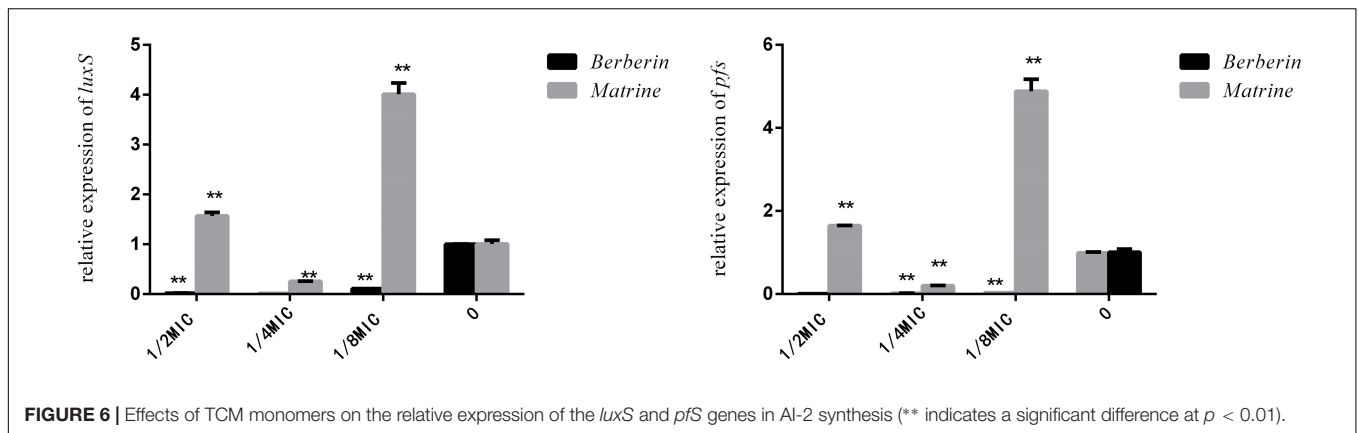 relative expression of luxS
5
4
3
2
1
0
**
**
**
**
**
1/2MIC
1/4MIC
1/8MIC
0
Berberin
Matrine
relative expression of pfs
6
4
2
0
**
**
**
**
**
1/2MIC
1/4MIC
1/8MIC
0
Berberin
Matrine
FIGURE 6 | Effects of TCM monomers on the relative expression of the luxS and pfS genes in AI-2 synthesis (** indicates a significant difference at p < 0.01).